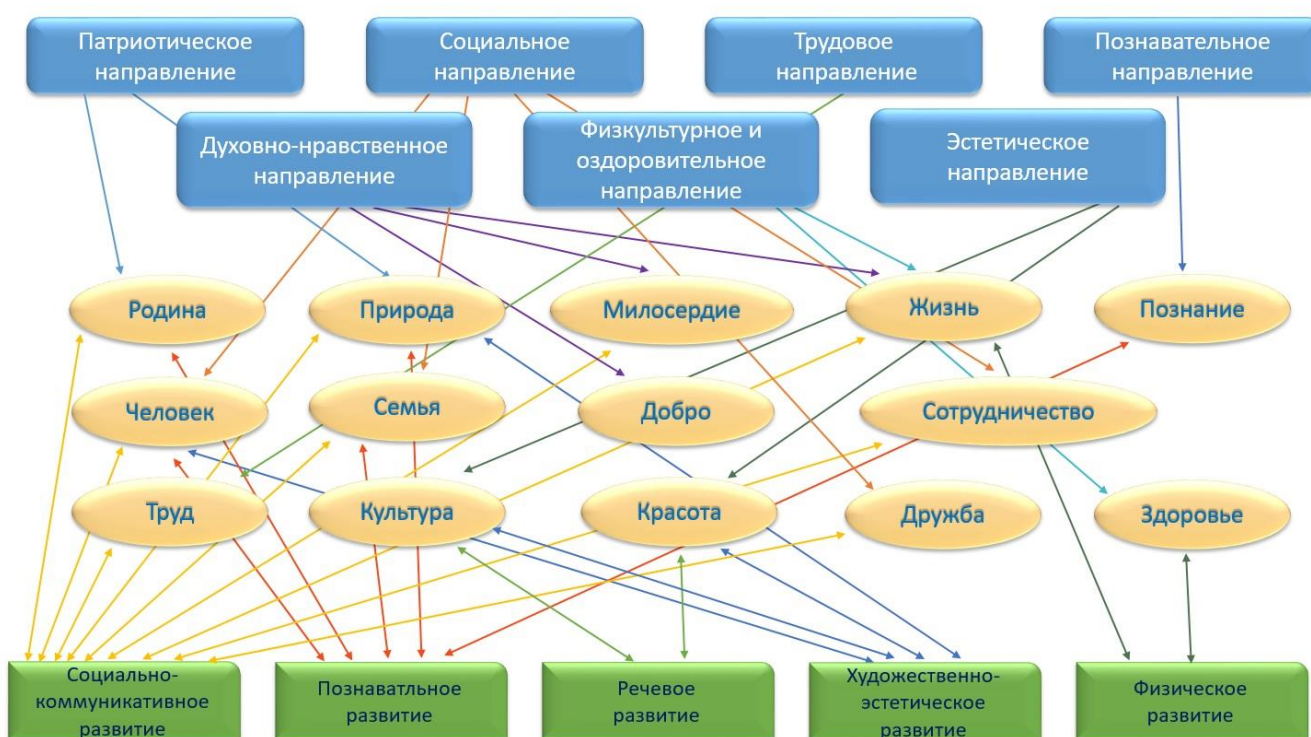 Патриотическое
направление
Социальное
направление
Трудовое
направление
Познавательное
направление
Духовно-нравственное
направление
Физкультурное и
оздоровительное
направление
Эстетическое
направление
Родина
Природа
Милосердие
Жизнь
Познание
Человек
Семья
Добро
Сотрудничество
Труд
Культура
Красота
Дружба
Здоровье
Социально-
коммуникативное
развитие
Познаватльное
развитие
Речевое
развитие
Художественно-
эстетическое
развитие
Физическое
развитие